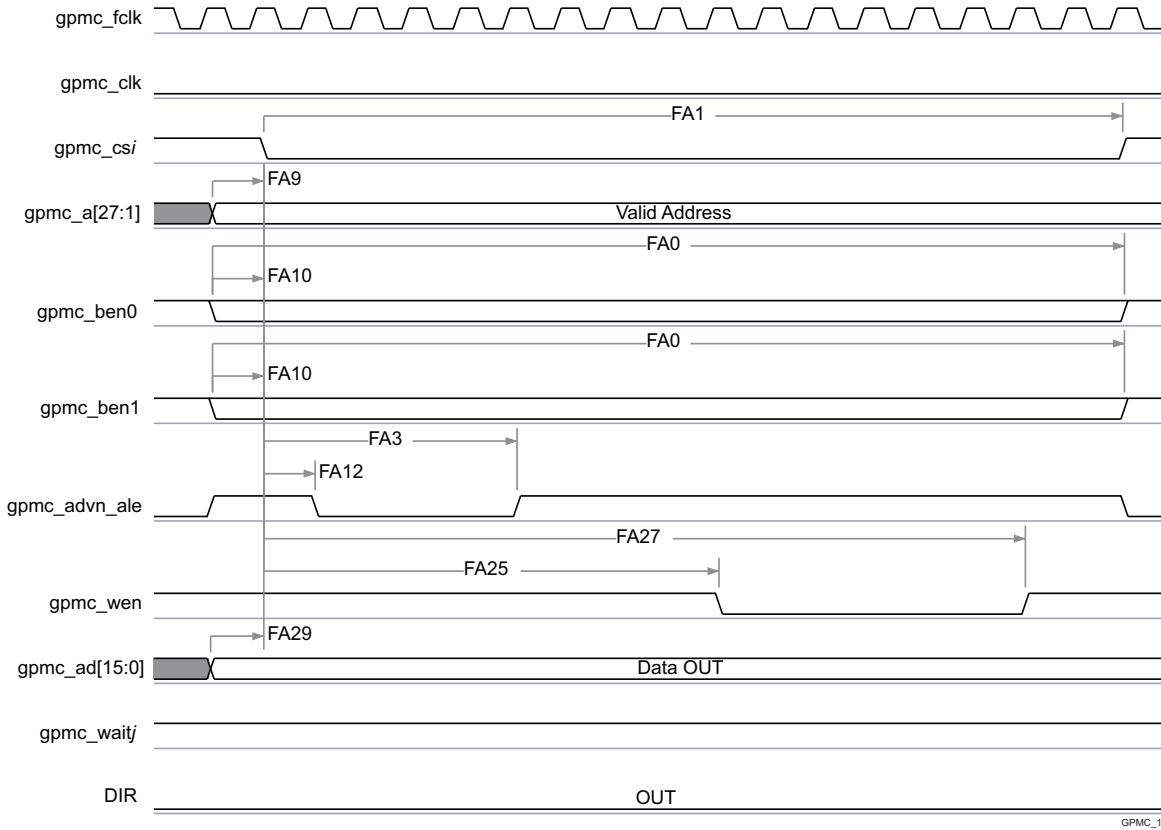 gpmc_fclk
gpmc_clk
FA1
gpmc_csi
FA9
gpmc_a[27:1]
Valid Address
FA0
FA10
gpmc_ben0
FA0
FA10
gpmc_ben1
FA3
FA12
gpmc_advn_ale
FA27
FA25
gpmc_wen
FA29
gpmc_ad[15:0]
Data OUT
gpmc_waitj
DIR
OUT
GPMC_1